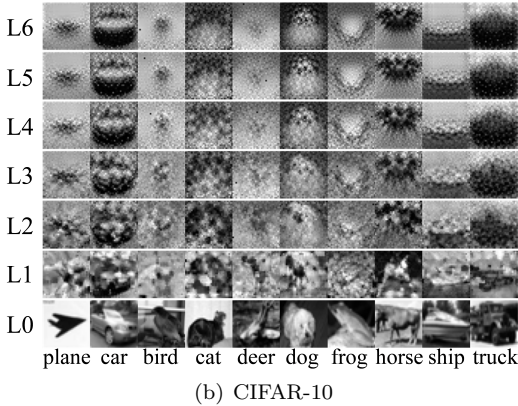 L6
L5
L4
L3
L2
L1
L0
plane car bird cat deer dog frog horse ship truck
(b) CIFAR-10